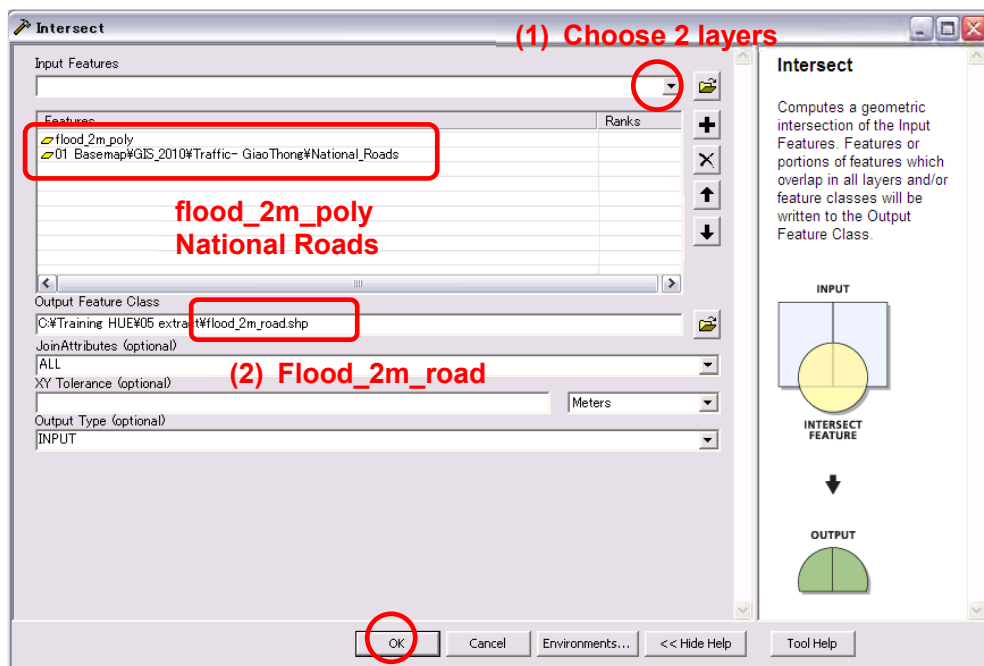 Intersect
(1) Choose 2 layers
Input Features
Features Ranks
flood_2m_poly
01 Basemap¥GIS_2010¥Traffic- GiaoThong¥National_Roads
flood_2m_poly
National Roads
Output Feature Class
C:¥Training HUE¥05 extract¥flood_2m_road.shp
JoinAttributes (optional)
ALL
(2) Flood_2m_road
XY Tolerance (optional)
Meters
Output Type (optional)
INPUT
OK
Cancel
Environments...
<< Hide Help
Tool Help
Intersect
Computes a geometric
intersection of the Input
Features. Features or
portions of features which
overlap in all layers and/or
feature classes will be
written to the Output
Feature Class.
INPUT
INTERSECT
FEATURE
OUTPUT